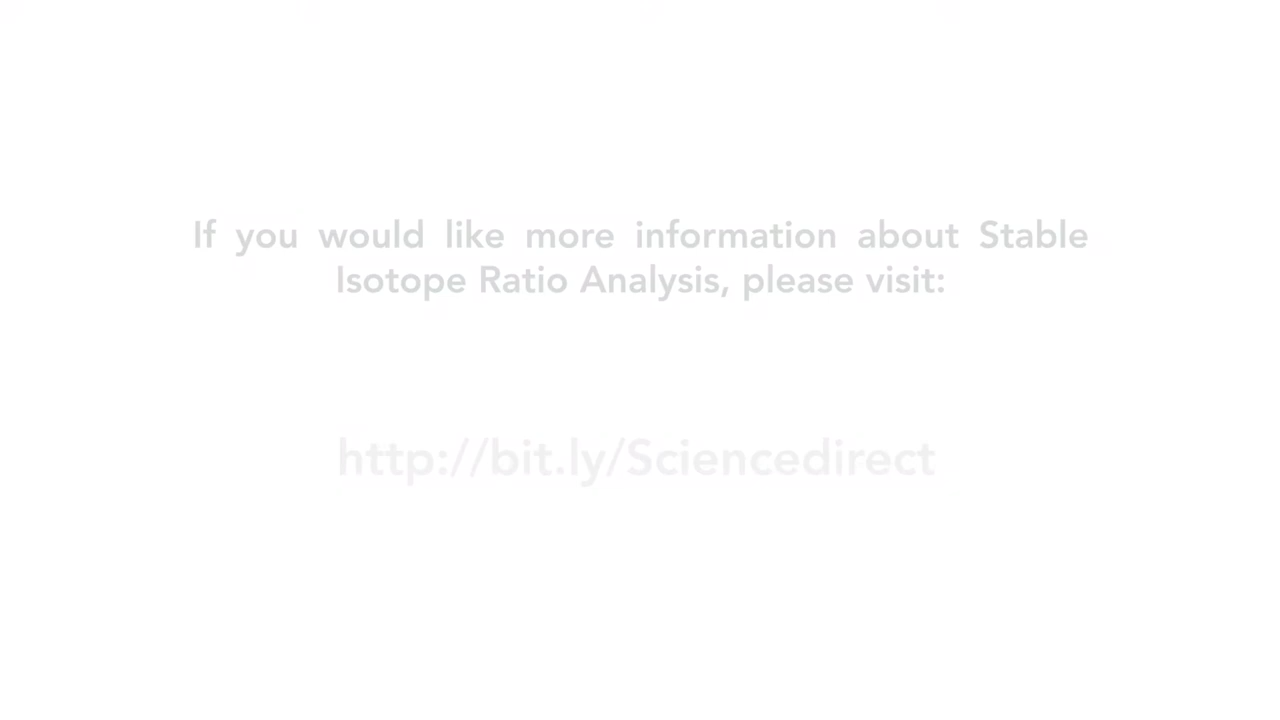 If you would like more information about Stable
Isotope Ratio Analysis, please visit:
http://bit.ly/Sciencedirect